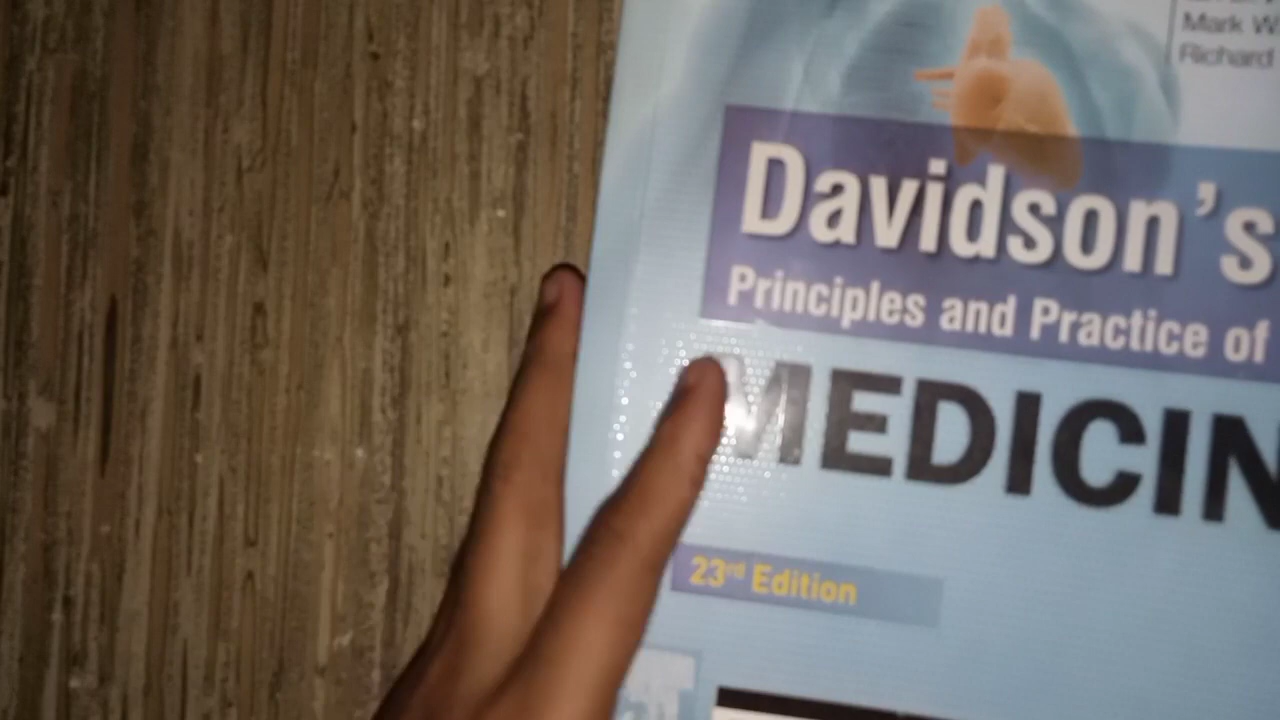 Mark W
Richard
Davidson's
Principles and Practice of
MEDICIN
23rd Edition